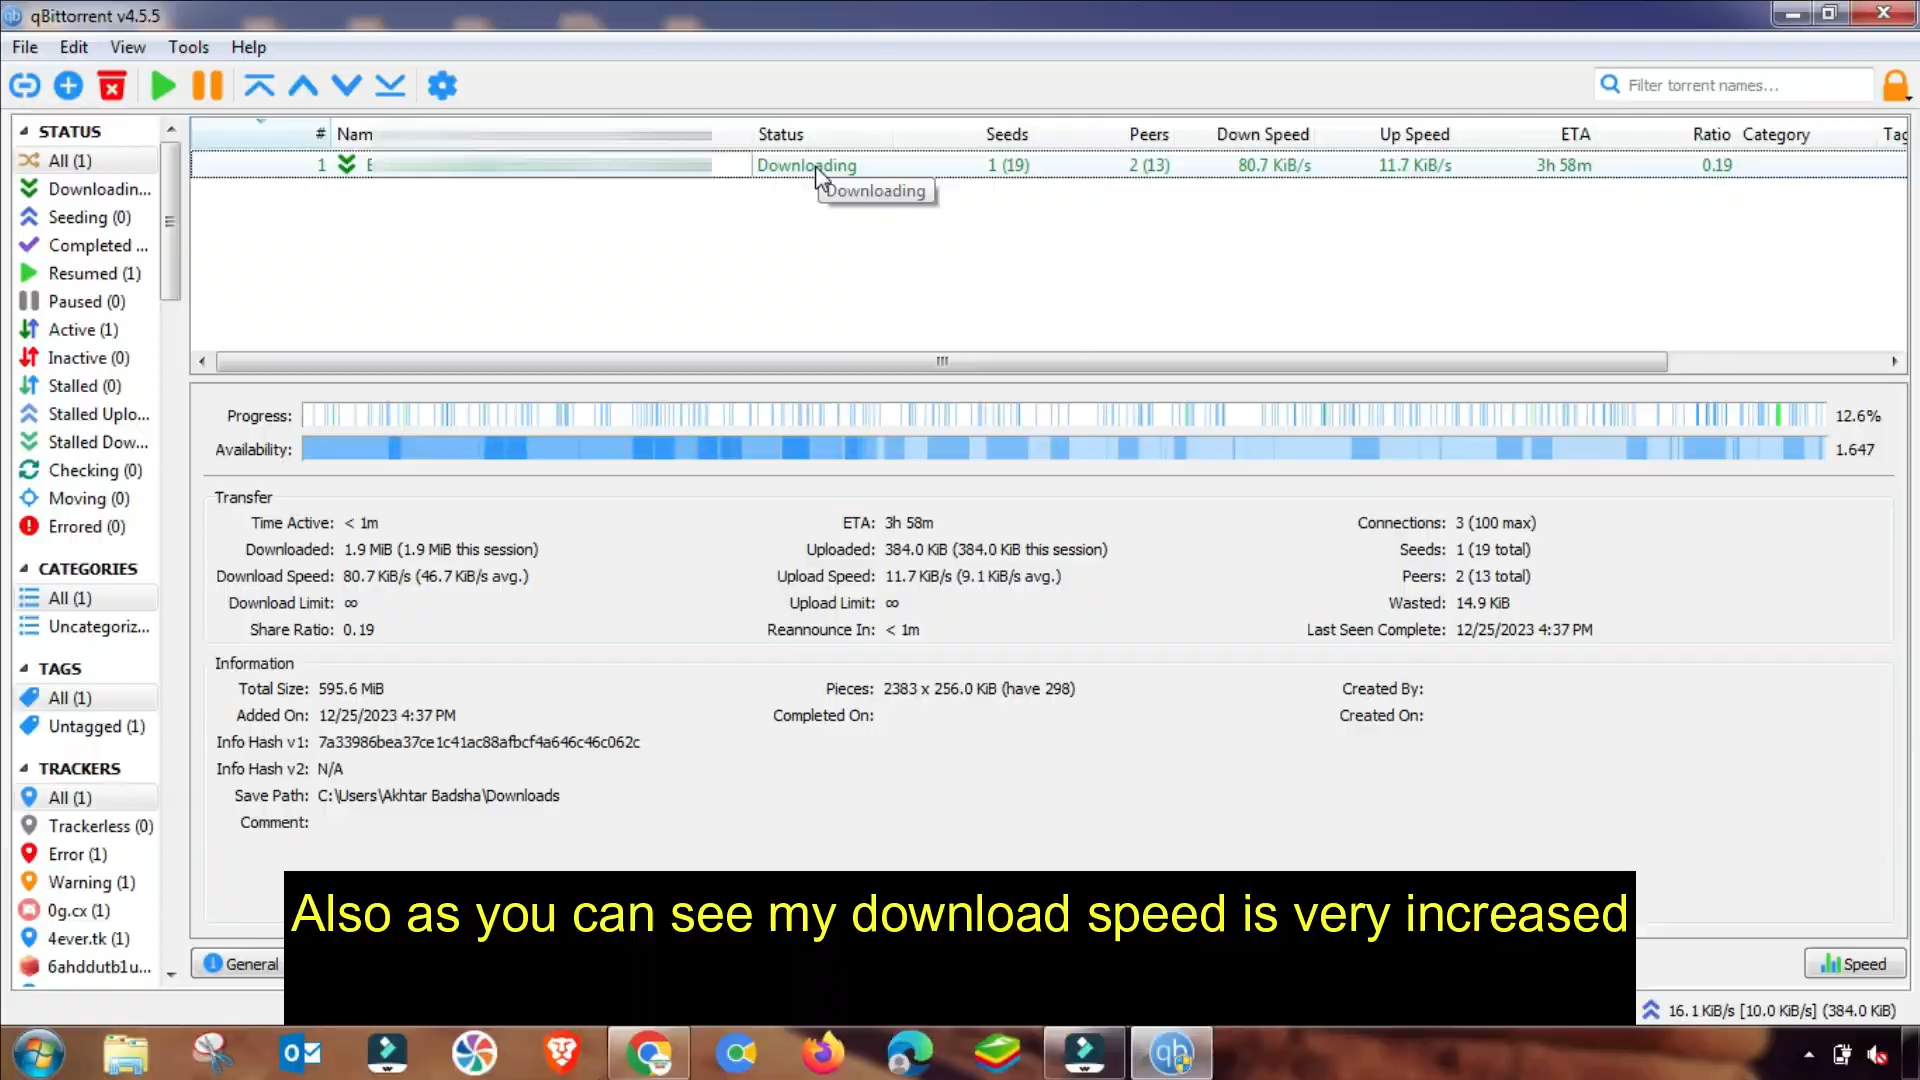 qBittorrent v4.5.5
File Edit View Tools Help
Filter torrent names...
STATUS
All (1)
Downloadin...
Seeding (0)
Completed ...
Resumed (1)
Paused (0)
Active (1)
Inactive (0)
Stalled (0)
Stalled Uplo...
Stalled Dow...
Checking (0)
Moving (0)
Errored (0)
CATEGORIES
All (1)
Uncategoriz...
TAGS
All (1)
Untagged (1)
TRACKERS
All (1)
Trackerless (0)
Error (1)
Warning (1)
0g.cx (1)
4ever.tk (1)
6ahddutb1u...
# Nam Status Seeds Peers Down Speed Up Speed ETA Ratio Category Tag
1 Downloading 1 (19) 2 (13) 80.7 KiB/s 11.7 KiB/s 3h 58m 0.19
Downloading
Progress: 12.6%
Availability: 1.647
Transfer
Time Active: < 1m ETA: 3h 58m Connections: 3 (100 max)
Downloaded: 1.9 MiB (1.9 MiB this session) Uploaded: 384.0 KiB (384.0 KiB this session) Seeds: 1 (19 total)
Download Speed: 80.7 KiB/s (46.7 KiB/s avg.) Upload Speed: 11.7 KiB/s (9.1 KiB/s avg.) Peers: 2 (13 total)
Download Limit: ∞ Upload Limit: ∞ Wasted: 14.9 KiB
Share Ratio: 0.19 Reannounce In: < 1m Last Seen Complete: 12/25/2023 4:37 PM
Information
Total Size: 595.6 MiB Pieces: 2383 x 256.0 KiB (have 298) Created By:
Added On: 12/25/2023 4:37 PM Completed On: Created On:
Info Hash v1: 7a33986bea37ce1c41ac88afbcf4a646c46c062c
Info Hash v2: N/A
Save Path: C:\Users\Akhtar Badsha\Downloads
Comment:
Also as you can see my download speed is very increased
General Speed
16.1 KiB/s [10.0 KiB/s] (384.0 KiB)